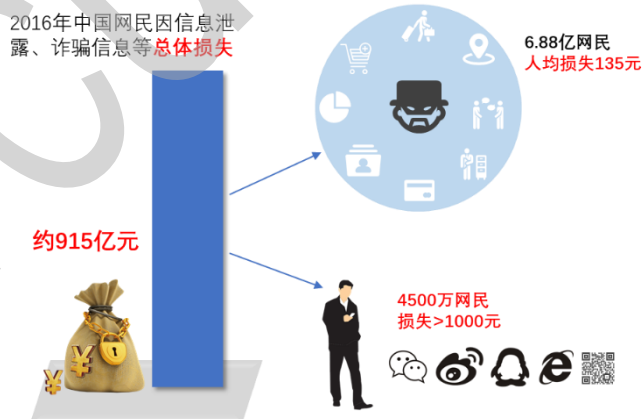 2016年中国网民因信息泄
露、诈骗信息等总体损失
6.88亿网民
人均损失135元
约915亿元
4500万网民
损失>1000元